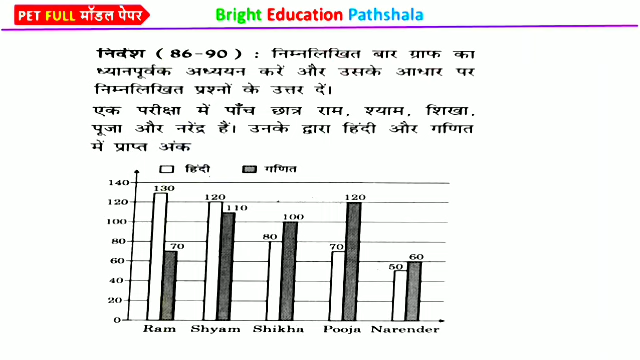 PET FULL मॉडल पेपर
Bright Education Pathshala
निर्देश (86-90) : निम्नलिखित बार ग्राफ का
ध्यानपूर्वक अध्ययन करें और उसके आधार पर
निम्नलिखित प्रश्नों के उत्तर दें।
एक परीक्षा में पाँच छात्र राम, श्याम, शिखा,
पूजा और नरेंद्र हैं। उनके द्वारा हिंदी और गणित
में प्राप्त अंक
हिंदी गणित
140
120
100
80
60
40
20
0
130 70 120 110 80 100 70 120 50 60
Ram Shyam Shikha Pooja Narender